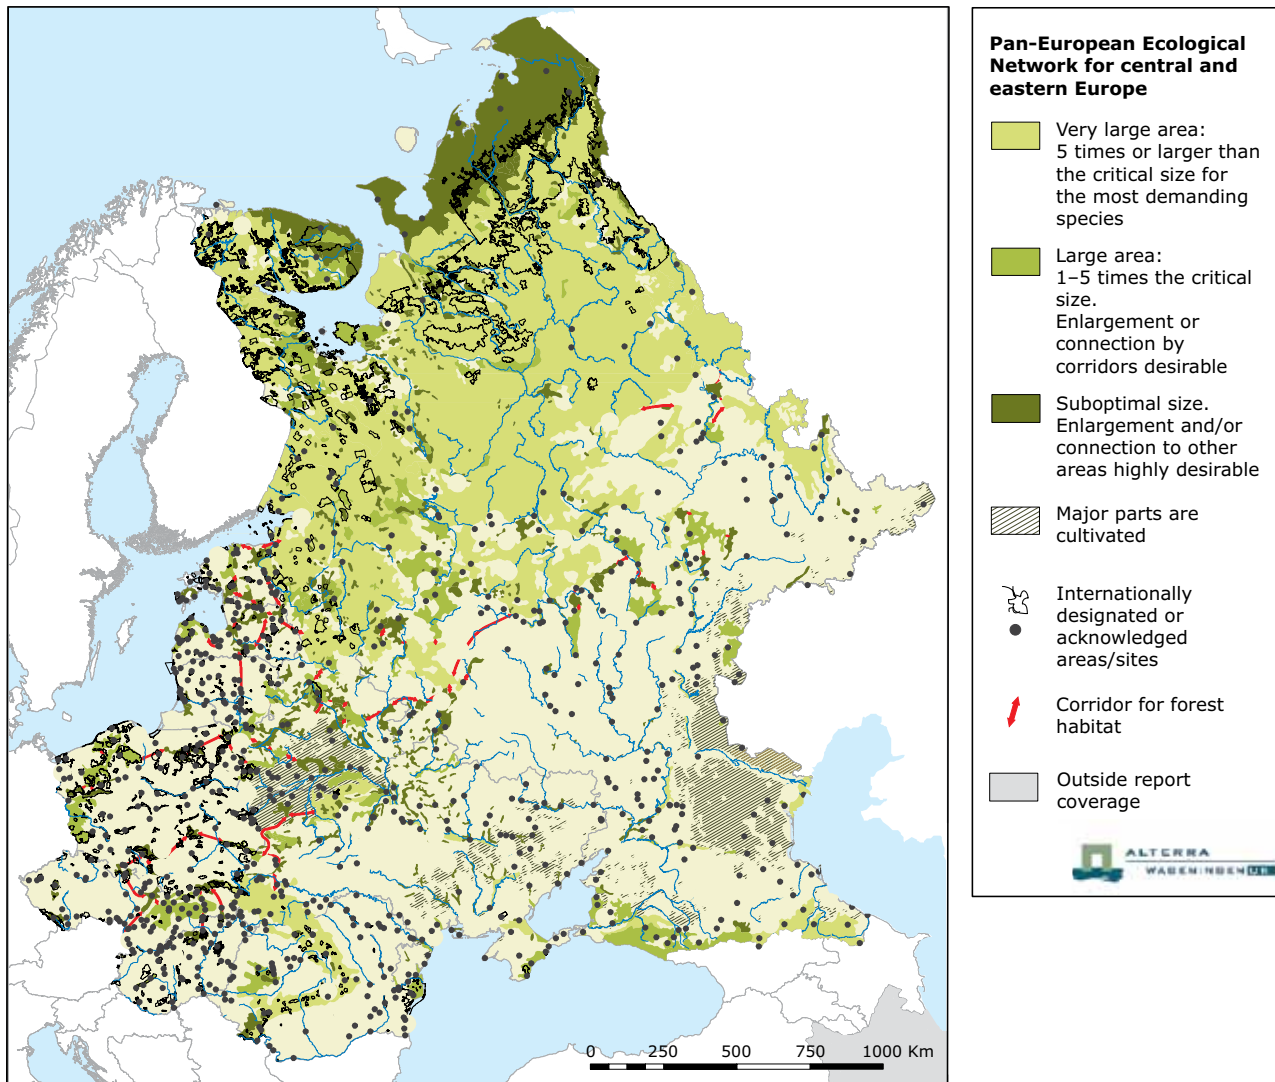 Pan-European Ecological
Network for central and
eastern Europe
Very large area:
5 times or larger than
the critical size for
the most demanding
species
Large area:
1–5 times the critical
size.
Enlargement or
connection by
corridors desirable
Suboptimal size.
Enlargement and/or
connection to other
areas highly desirable
Major parts are
cultivated
Internationally
designated or
acknowledged
areas/sites
Corridor for forest
habitat
Outside report
coverage
ALTERRA
WAGENINGEN UR
0 250 500 750 1000 Km